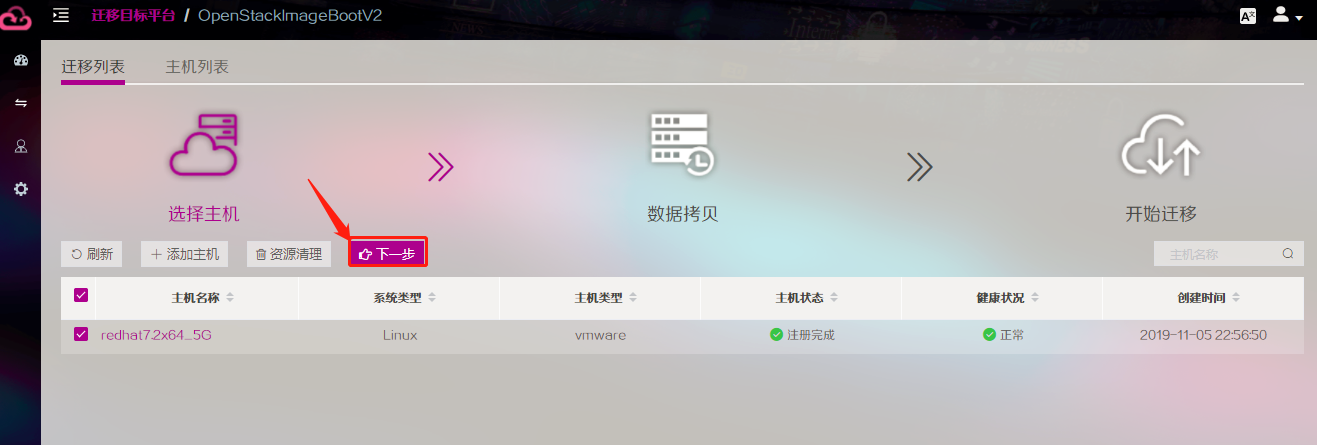 迁移目标平台 / OpenStackImageBootV2
迁移列表 主机列表
选择主机 数据拷贝 开始迁移
刷新 添加主机 资源清理 下一步 主机名称
主机名称 系统类型 主机类型 主机状态 健康状况 创建时间
redhat7.2x64_5G Linux vmware 注册完成 正常 2019-11-05 22:56:50